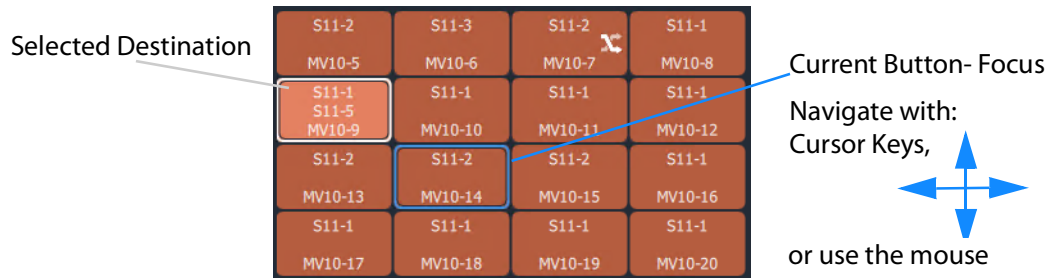 Selected Destination
S11-2 S11-3 S11-2 S11-1
MV10-5 MV10-6 MV10-7 MV10-8
S11-1 S11-1 S11-1 S11-1
S11-5
MV10-9 MV10-10 MV10-11 MV10-12
S11-2 S11-2 S11-2 S11-1
MV10-13 MV10-14 MV10-15 MV10-16
S11-1 S11-1 S11-1 S11-1
MV10-17 MV10-18 MV10-19 MV10-20
Current Button- Focus
Navigate with:
Cursor Keys,
or use the mouse